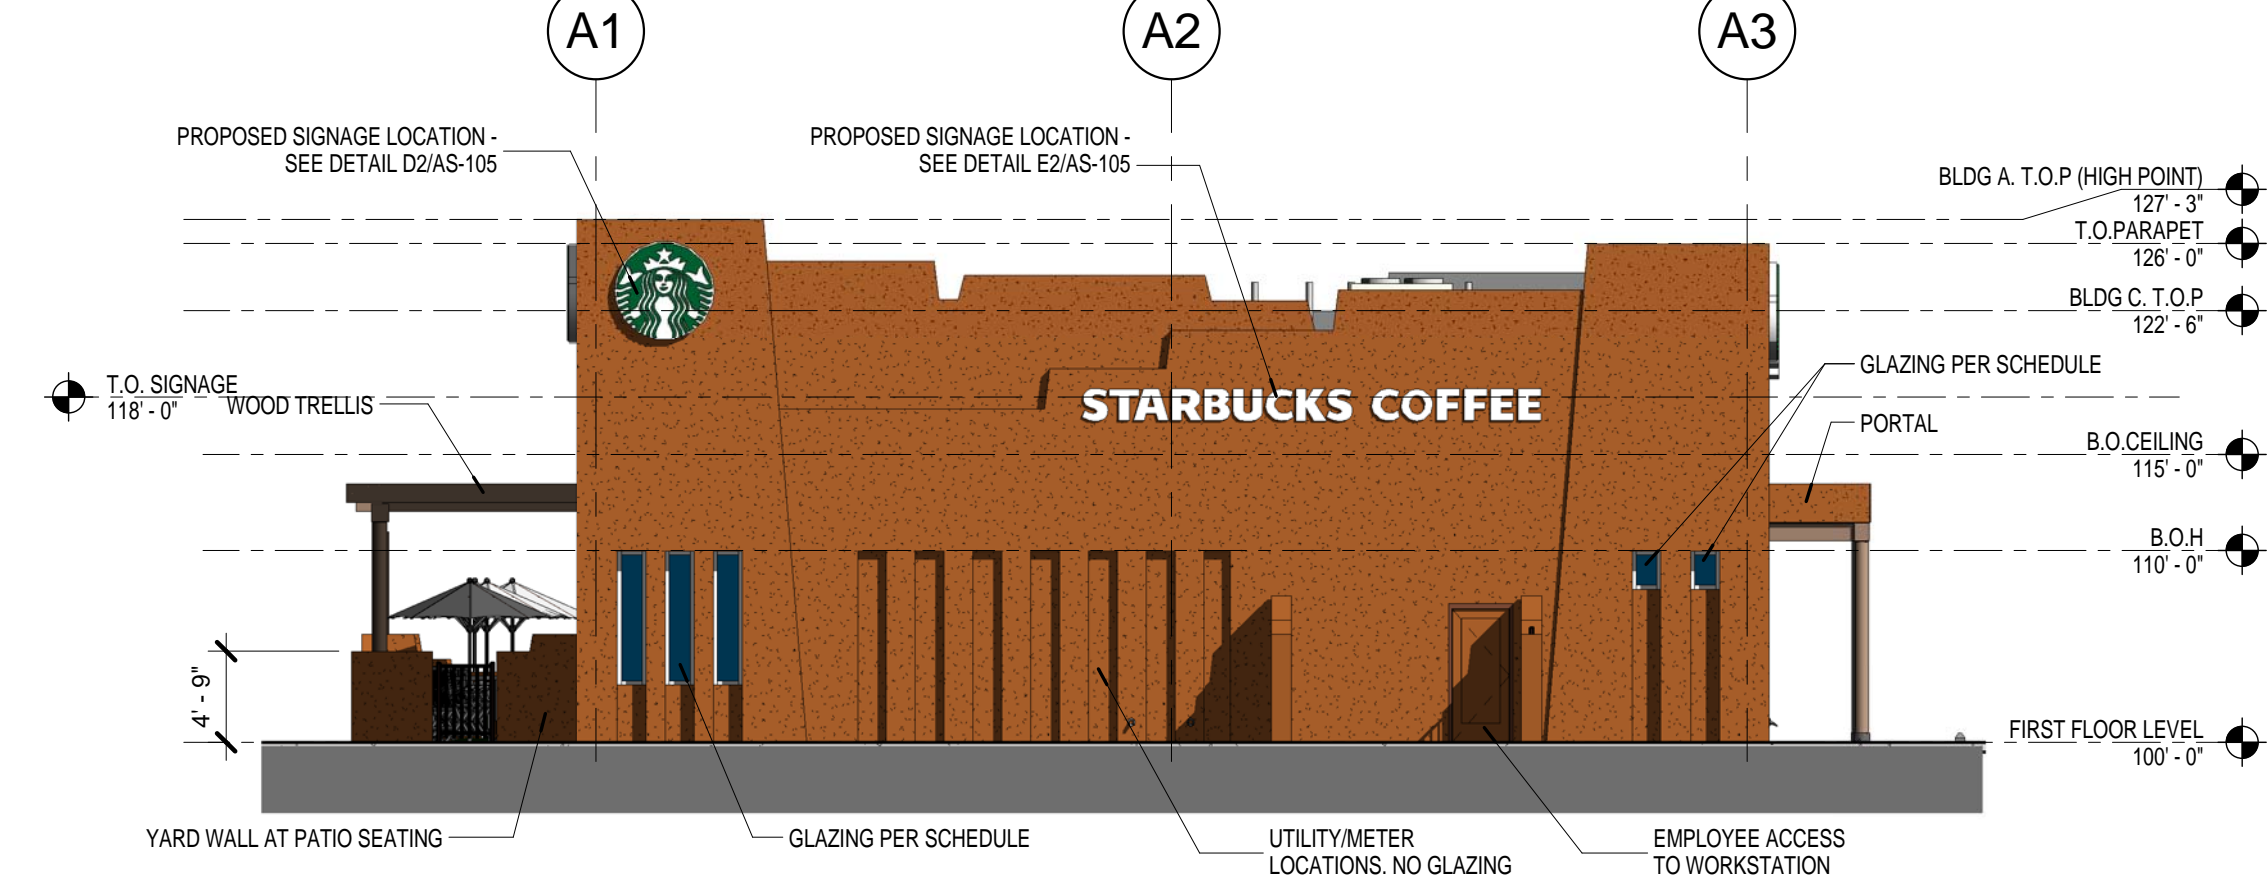 A1
A2
A3
PROPOSED SIGNAGE LOCATION -
SEE DETAIL D2/AS-105
PROPOSED SIGNAGE LOCATION -
SEE DETAIL E2/AS-105
BLDG A. T.O.P (HIGH POINT)
127' - 3"
T.O.PARAPET
126' - 0"
BLDG C. T.O.P
122' - 6"
GLAZING PER SCHEDULE
T.O. SIGNAGE
118' - 0"
WOOD TRELLIS
STARBUCKS COFFEE
PORTAL
B.O.CEILING
115' - 0"
B.O.H
110' - 0"
4' - 9"
FIRST FLOOR LEVEL
100' - 0"
YARD WALL AT PATIO SEATING
GLAZING PER SCHEDULE
UTILITY/METER
LOCATIONS. NO GLAZING
EMPLOYEE ACCESS
TO WORKSTATION